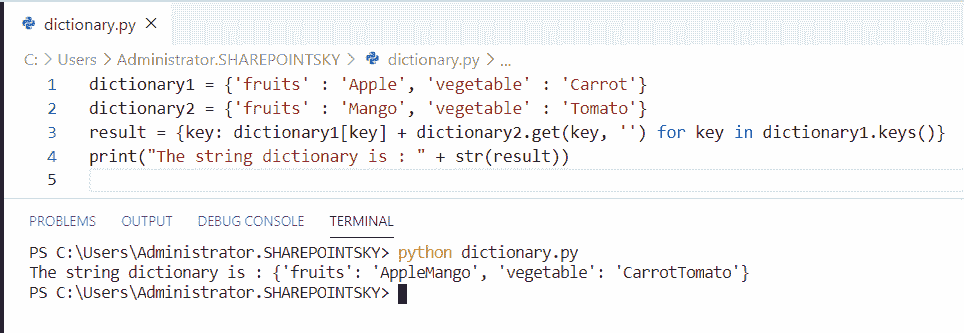 dictionary.py ×
C: > Users > Administrator.SHAREPOINTSKY > dictionary.py > ...
1 dictionary1 = {'fruits' : 'Apple', 'vegetable' : 'Carrot'}
2 dictionary2 = {'fruits' : 'Mango', 'vegetable' : 'Tomato'}
3 result = {key: dictionary1[key] + dictionary2.get(key, '') for key in dictionary1.keys()}
4 print("The string dictionary is : " + str(result))
5
PROBLEMS OUTPUT DEBUG CONSOLE TERMINAL
PS C:\Users\Administrator.SHAREPOINTSKY> python dictionary.py
The string dictionary is : {'fruits': 'AppleMango', 'vegetable': 'CarrotTomato'}
PS C:\Users\Administrator.SHAREPOINTSKY>